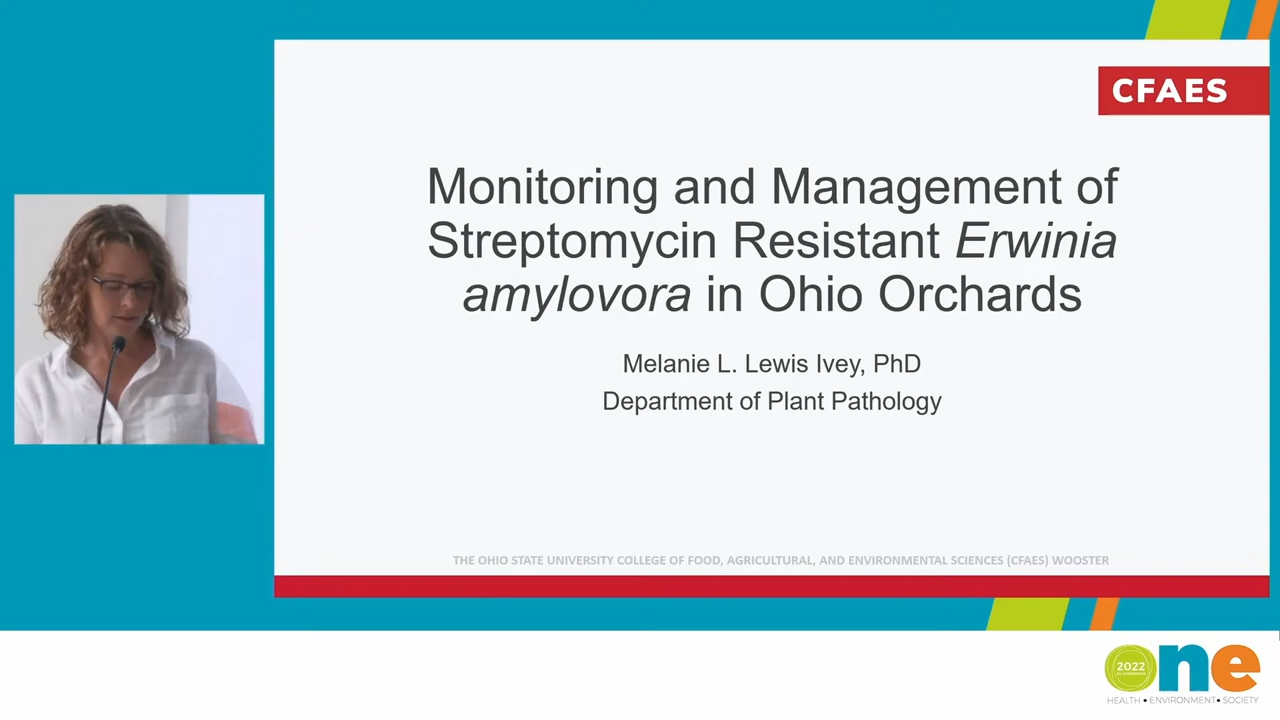 CFAES
Monitoring and Management of
Streptomycin Resistant Erwinia
amylovora in Ohio Orchards
Melanie L. Lewis Ivey, PhD
Department of Plant Pathology
THE OHIO STATE UNIVERSITY COLLEGE OF FOOD, AGRICULTURAL, AND ENVIRONMENTAL SCIENCES (CFAES) WOOSTER
2022
one
HEALTH • ENVIRONMENT • SOCIETY